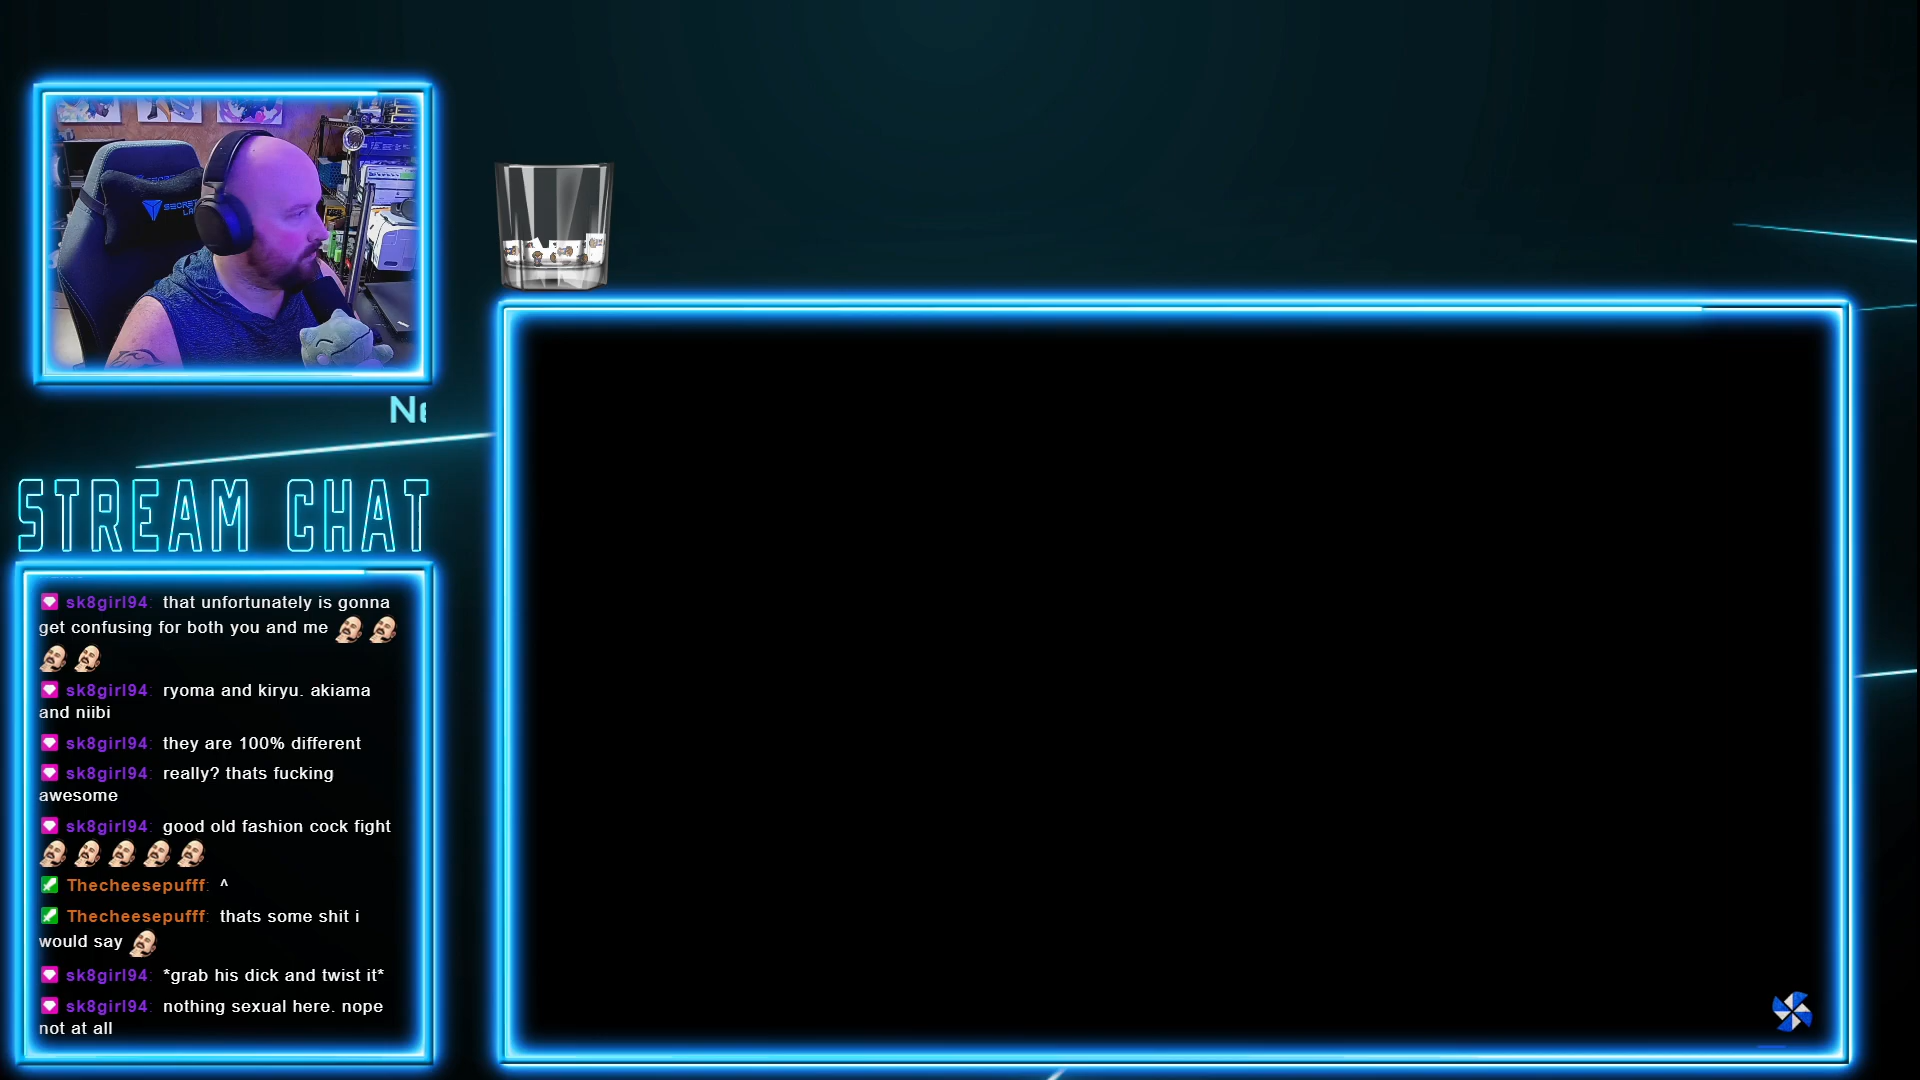 SECRET
LA
Ne
STREAM CHAT
sk8girl94: that unfortunately is gonna
get confusing for both you and me
sk8girl94: ryoma and kiryu. akiama
and niibi
sk8girl94: they are 100% different
sk8girl94: really? thats fucking
awesome
sk8girl94: good old fashion cock fight
Thecheesepufff: ^
Thecheesepufff: thats some shit i
would say
sk8girl94: *grab his dick and twist it*
sk8girl94: nothing sexual here. nope
not at all